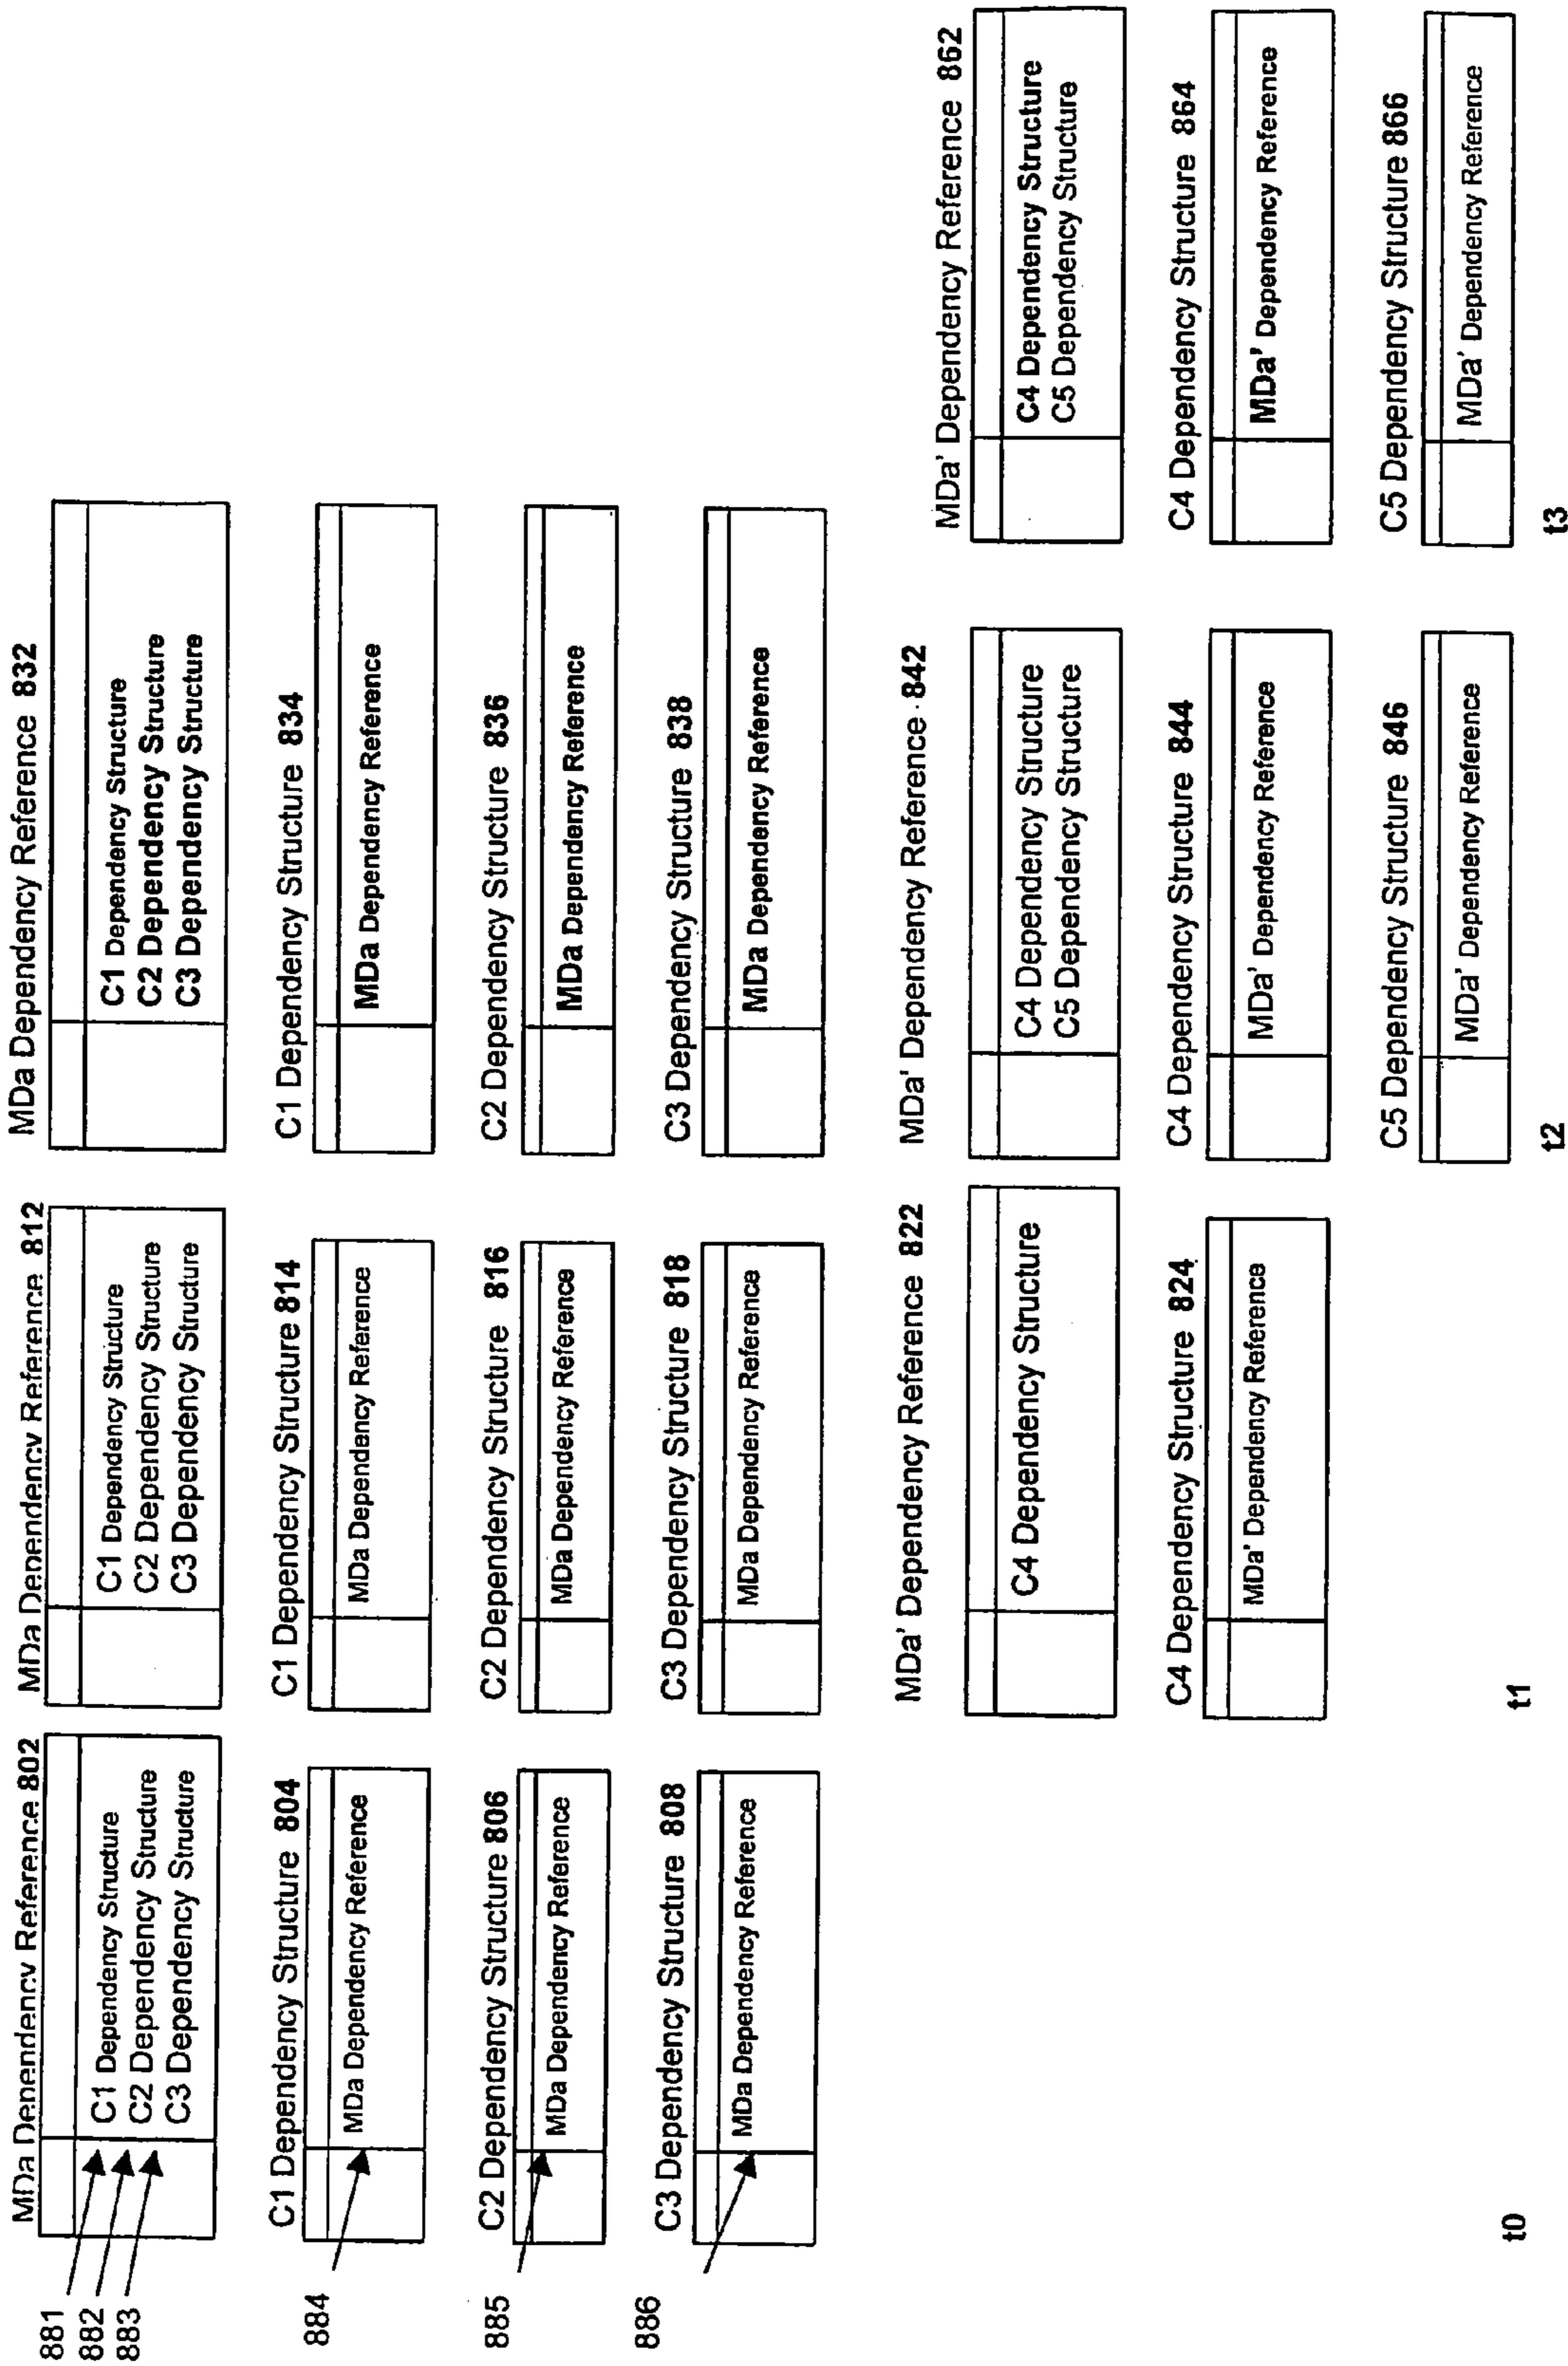 MDa Dependency Reference 802
881
882
883
C1 Dependency Structure
C2 Dependency Structure
C3 Dependency Structure
C1 Dependency Structure 804
884
MDa Dependency Reference
C2 Dependency Structure 806
885
MDa Dependency Reference
C3 Dependency Structure 808
886
MDa Dependency Reference
t0
MDa Dependency Reference 812
C1 Dependency Structure
C2 Dependency Structure
C3 Dependency Structure
C1 Dependency Structure 814
MDa Dependency Reference
C2 Dependency Structure 816
MDa Dependency Reference
C3 Dependency Structure 818
MDa Dependency Reference
MDa' Dependency Reference 822
C4 Dependency Structure
C4 Dependency Structure 824
MDa' Dependency Reference
t1
MDa Dependency Reference 832
C1 Dependency Structure
C2 Dependency Structure
C3 Dependency Structure
C1 Dependency Structure 834
MDa Dependency Reference
C2 Dependency Structure 836
MDa Dependency Reference
C3 Dependency Structure 838
MDa Dependency Reference
MDa' Dependency Reference 842
C4 Dependency Structure
C5 Dependency Structure
C4 Dependency Structure 844
MDa' Dependency Reference
C5 Dependency Structure 846
MDa' Dependency Reference
t2
MDa' Dependency Reference 862
C4 Dependency Structure
C5 Dependency Structure
C4 Dependency Structure 864
MDa' Dependency Reference
C5 Dependency Structure 866
MDa' Dependency Reference
t3